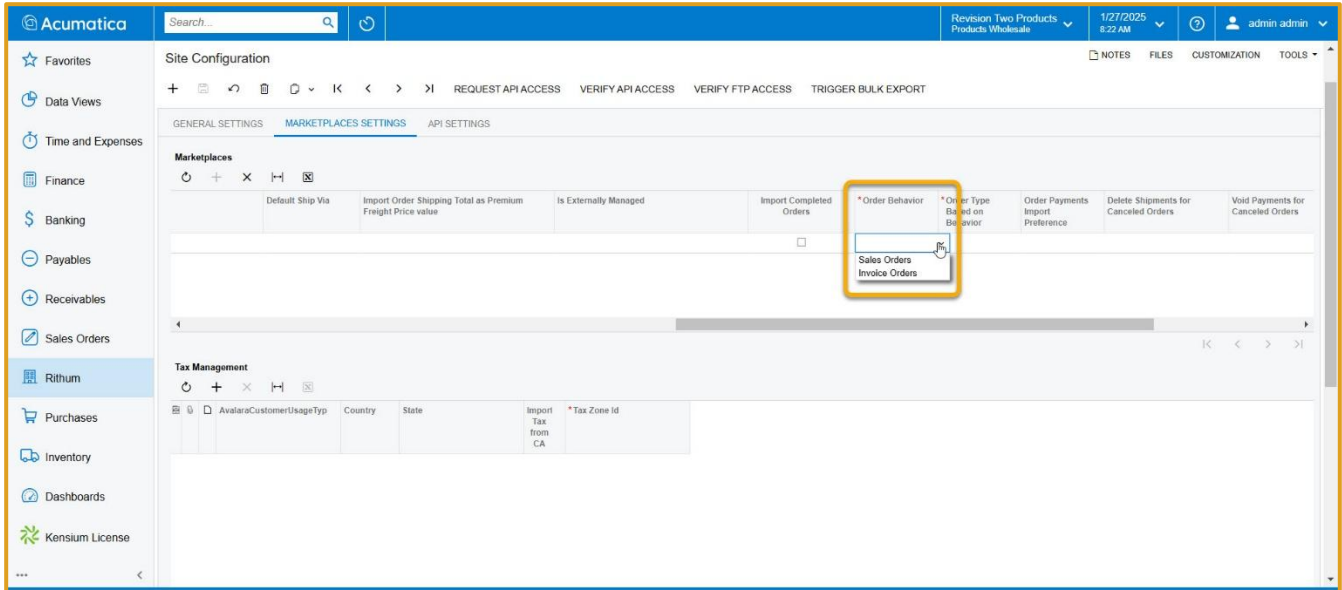 Acumatica
Search...
Revision Two Products
Products Wholesale
1/27/2025
8:22 AM
admin admin
Favorites
Data Views
Time and Expenses
Finance
Banking
Payables
Receivables
Sales Orders
Rithum
Purchases
Inventory
Dashboards
Kensium License
Site Configuration
NOTES FILES CUSTOMIZATION TOOLS
REQUEST API ACCESS VERIFY API ACCESS VERIFY FTP ACCESS TRIGGER BULK EXPORT
GENERAL SETTINGS MARKETPLACES SETTINGS API SETTINGS
Marketplaces
Default Ship Via
Import Order Shipping Total as Premium
Freight Price value
Is Externally Managed
Import Completed
Orders
*Order Behavior
*Order Type
Based on
Behavior
Order Payments
Import
Preference
Delete Shipments for
Canceled Orders
Void Payments for
Canceled Orders
Sales Orders
Invoice Orders
Tax Management
AvalaraCustomerUsageTyp
Country
State
Import
Tax
from
CA
*Tax Zone Id